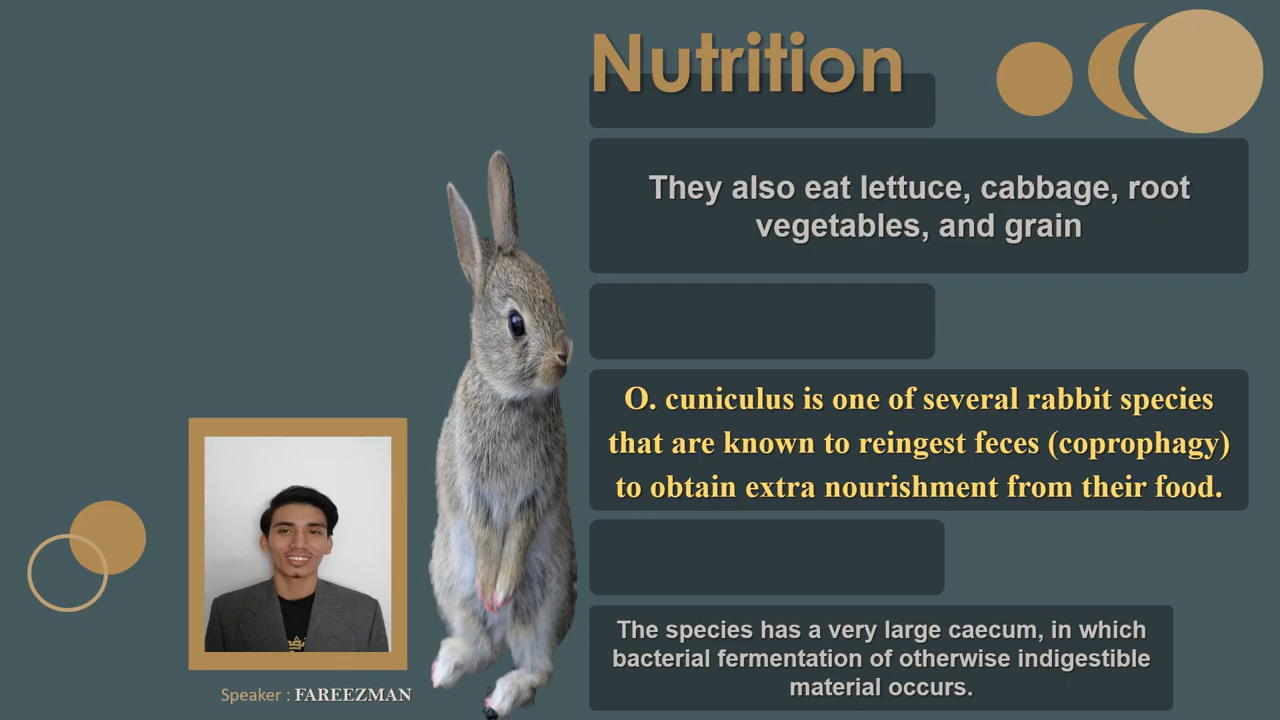 Nutrition
They also eat lettuce, cabbage, root
vegetables, and grain
O. cuniculus is one of several rabbit species
that are known to reingest feces (coprophagy)
to obtain extra nourishment from their food.
The species has a very large caecum, in which
bacterial fermentation of otherwise indigestible
material occurs.
Speaker : FAREEZMAN